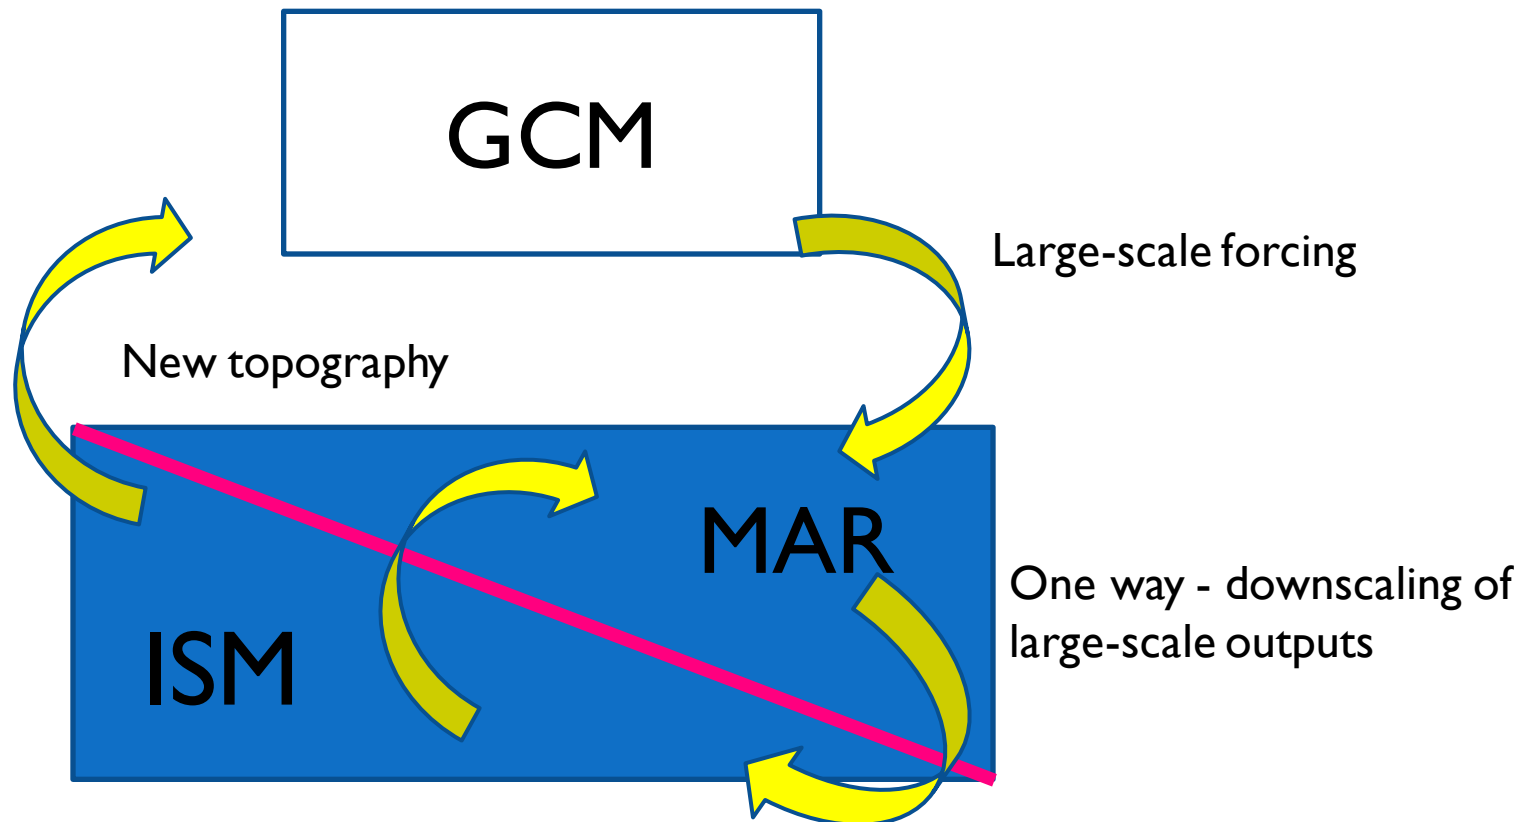 GCM
Large-scale forcing
New topography
MAR
One way - downscaling of
large-scale outputs
ISM